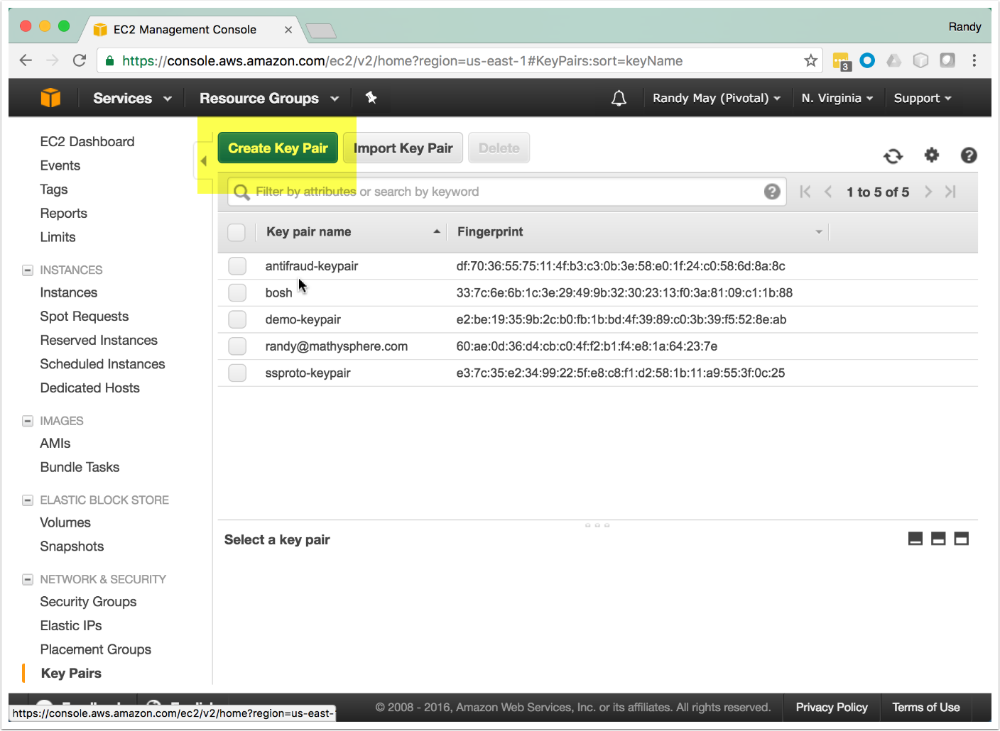 EC2 Management Console
Randy
https://console.aws.amazon.com/ec2/v2/home?region=us-east-1#KeyPairs:sort=keyName
3
Services
Resource Groups
Randy May (Pivotal)
N. Virginia
Support
EC2 Dashboard
Events
Tags
Reports
Limits
INSTANCES
Instances
Spot Requests
Reserved Instances
Scheduled Instances
Dedicated Hosts
IMAGES
AMIs
Bundle Tasks
ELASTIC BLOCK STORE
Volumes
Snapshots
NETWORK & SECURITY
Security Groups
Elastic IPs
Placement Groups
Key Pairs
Create Key Pair
Import Key Pair
Delete
Filter by attributes or search by keyword
1 to 5 of 5
Key pair name Fingerprint
antifraud-keypair df:70:36:55:75:11:4f:b3:c3:0b:3e:58:e0:1f:24:c0:58:6d:8a:8c
bosh 33:7c:6e:6b:1c:3e:29:49:9b:32:30:23:13:f0:3a:81:09:c1:1b:88
demo-keypair e2:be:19:35:9b:2c:b0:fb:1b:bd:4f:39:89:c0:3b:39:f5:52:8e:ab
randy@mathysphere.com 60:ae:0d:36:d4:cb:c0:4f:f2:b1:f4:e8:1a:64:23:7e
ssproto-keypair e3:7c:35:e2:34:99:22:5f:e8:c8:f1:d2:58:1b:11:a9:55:3f:0c:25
Select a key pair
https://console.aws.amazon.com/ec2/v2/home?region=us-east-
© 2008 - 2016, Amazon Web Services, Inc. or its affiliates. All rights reserved.
Privacy Policy
Terms of Use